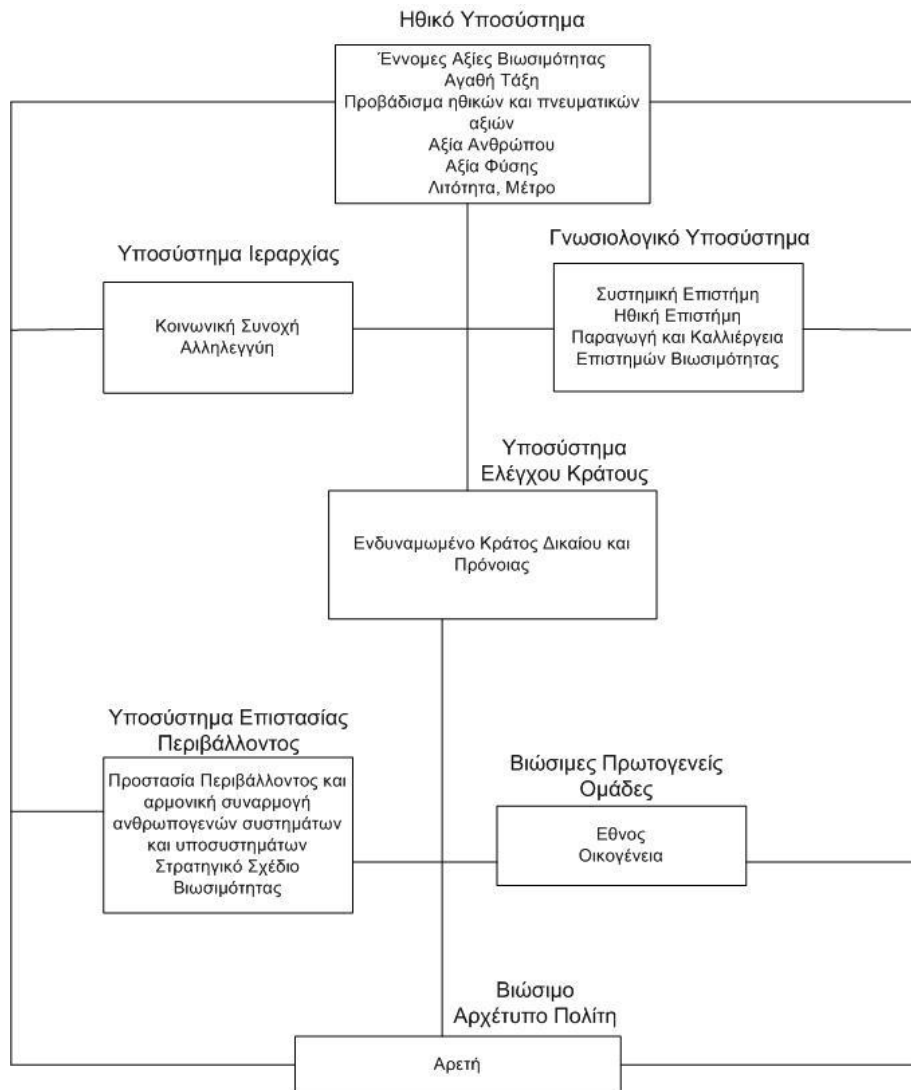 Ηθικό Υποσύστημα
Έννομες Αξίες Βιωσιμότητας
Αγαθή Τάξη
Προβάδισμα ηθικών και πνευματικών
αξιών
Αξία Ανθρώπου
Αξία Φύσης
Λιτότητα, Μέτρο
Υποσύστημα Ιεραρχίας
Κοινωνική Συνοχή
Αλληλεγγύη
Γνωσιολογικό Υποσύστημα
Συστημική Επιστήμη
Ηθική Επιστήμη
Παραγωγή και Καλλιέργεια
Επιστημών Βιωσιμότητας
Υποσύστημα
Ελέγχου Κράτους
Ενδυναμωμένο Κράτος Δικαίου και
Πρόνοιας
Υποσύστημα Επιστασίας
Περιβάλλοντος
Προστασία Περιβάλλοντος και
αρμονική συναρμογή
ανθρωπογενών συστημάτων
και υποσυστημάτων
Στρατηγικό Σχέδιο
Βιωσιμότητας
Βιώσιμες Πρωτογενείς
Ομάδες
Εθνος
Οικογένεια
Βιώσιμο
Αρχέτυπο Πολίτη
Αρετή